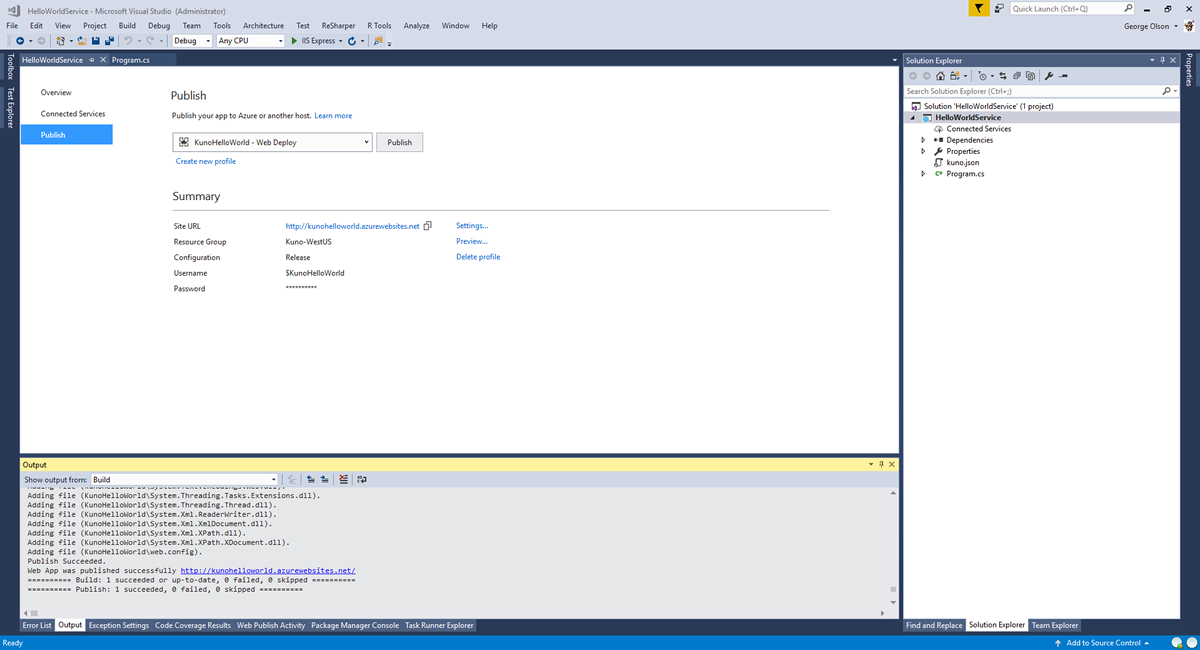 HelloWorldService - Microsoft Visual Studio (Administrator)
Quick Launch (Ctrl+Q)
File Edit View Project Build Debug Team Tools Architecture Test ReSharper R Tools Analyze Window Help
George Olson
Debug Any CPU IIS Express
Toolbox
Test Explorer
HelloWorldService Program.cs
Overview
Connected Services
Publish
Publish
Publish your app to Azure or another host. Learn more
KunoHelloWorld - Web Deploy Publish
Create new profile
Summary
Site URL http://kunohelloworld.azurewebsites.net Settings...
Resource Group Kuno-WestUS Preview...
Configuration Release Delete profile
Username $KunoHelloWorld
Password **********
Solution Explorer
Search Solution Explorer (Ctrl+;)
Solution 'HelloWorldService' (1 project)
HelloWorldService
Connected Services
Dependencies
Properties
kuno.json
C# Program.cs
Properties
Output
Show output from: Build
Adding file (KunoHelloWorld\System.Threading.Tasks.Extensions.dll).
Adding file (KunoHelloWorld\System.Threading.Thread.dll).
Adding file (KunoHelloWorld\System.Xml.ReaderWriter.dll).
Adding file (KunoHelloWorld\System.Xml.XmlDocument.dll).
Adding file (KunoHelloWorld\System.Xml.XPath.dll).
Adding file (KunoHelloWorld\System.Xml.XPath.XDocument.dll).
Adding file (KunoHelloWorld\web.config).
Publish Succeeded.
Web App was published successfully http://kunohelloworld.azurewebsites.net/
========== Build: 1 succeeded or up-to-date, 0 failed, 0 skipped ==========
========== Publish: 1 succeeded, 0 failed, 0 skipped ==========
Error List Output Exception Settings Code Coverage Results Web Publish Activity Package Manager Console Task Runner Explorer
Find and Replace Solution Explorer Team Explorer
Ready
Add to Source Control